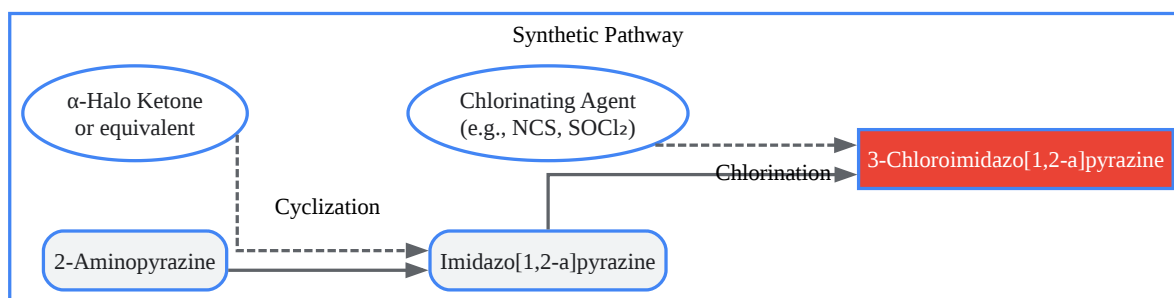 Synthetic Pathway
α-Halo Ketone
or equivalent
Chlorinating Agent
(e.g., NCS, SOCl₂)
3-Chloroimidazo[1,2-a]pyrazine
Chlorination
Cyclization
2-Aminopyrazine
Imidazo[1,2-a]pyrazine